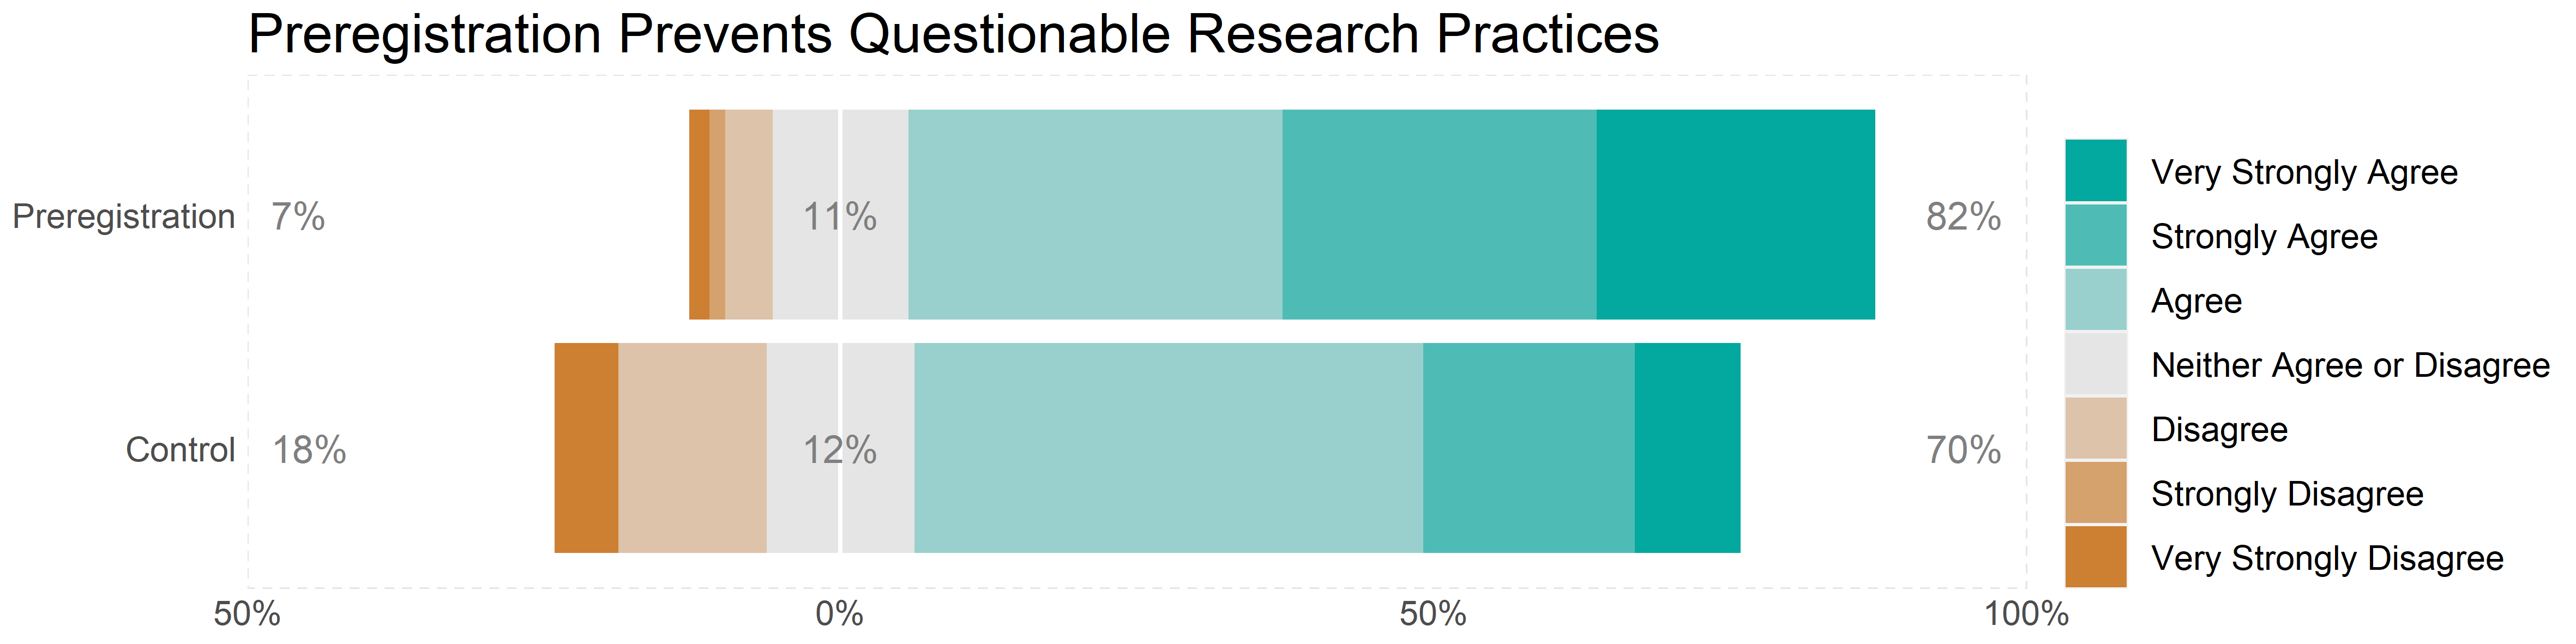 Preregistration Prevents Questionable Research Practices
Preregistration 7% 11% 82%
Control 18% 12% 70%
50% 0% 50% 100%
Very Strongly Agree
Strongly Agree
Agree
Neither Agree or Disagree
Disagree
Strongly Disagree
Very Strongly Disagree